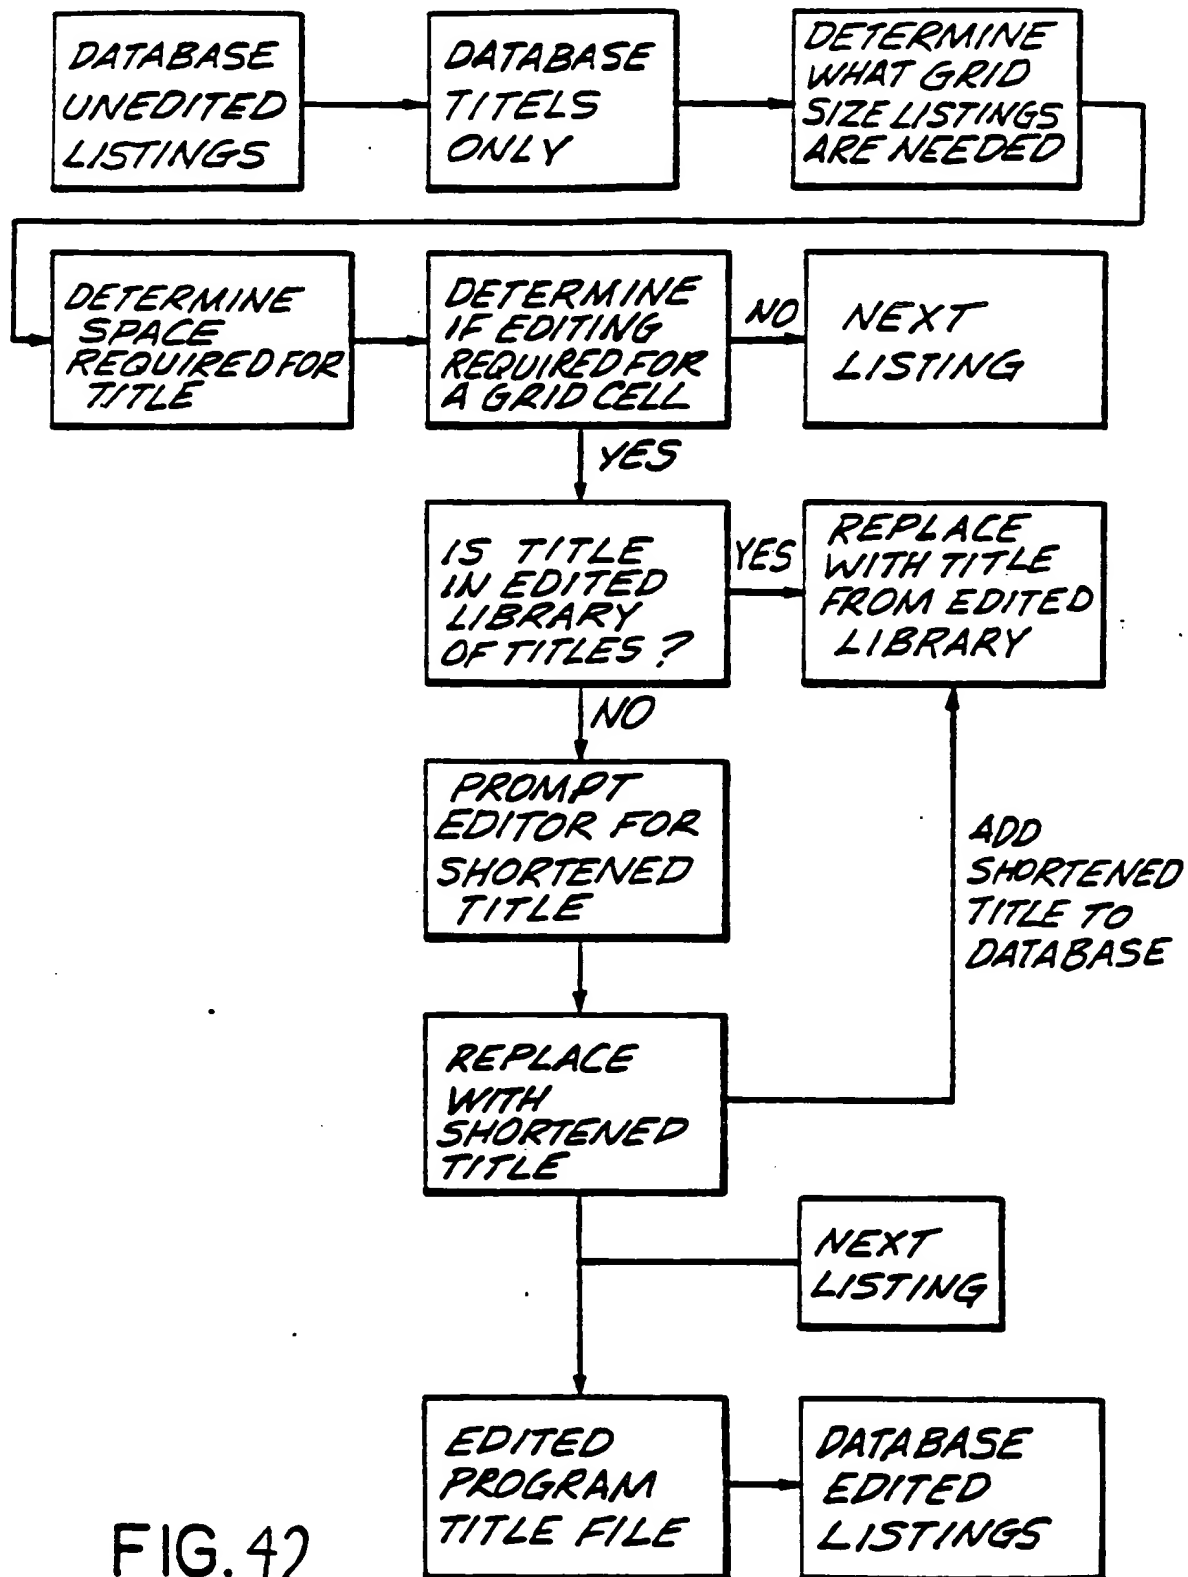 DATABASE
UNEDITED
LISTINGS
DATABASE
TITELS
ONLY
DETERMINE
WHAT GRID
SIZE LISTINGS
ARE NEEDED
DETERMINE
SPACE
REQUIRED FOR
TITLE
DETERMINE
IF EDITING
REQUIRED FOR
A GRID CELL
NO
NEXT
LISTING
YES
IS TITLE
IN EDITED
LIBRARY
OF TITLES?
YES
REPLACE
WITH TITLE
FROM EDITED
LIBRARY
NO
PROMPT
EDITOR FOR
SHORTENED
TITLE
ADD
SHORTENED
TITLE TO
DATABASE
REPLACE
WITH
SHORTENED
TITLE
NEXT
LISTING
EDITED
PROGRAM
TITLE FILE
DATABASE
EDITED
LISTINGS
FIG. 42